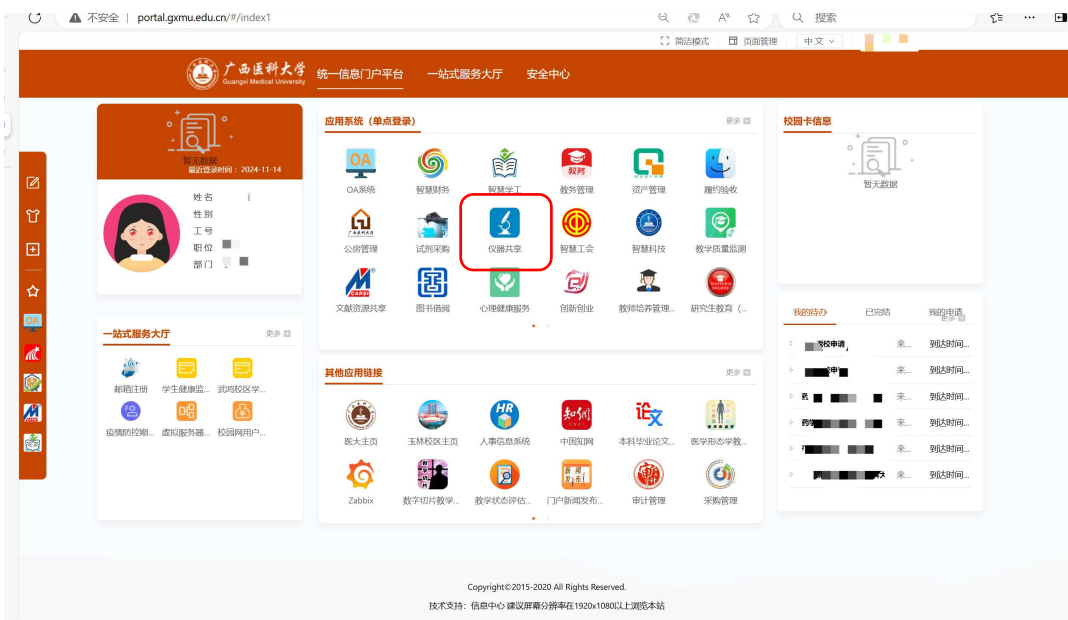 不安全 | portal.gxmu.edu.cn/#/index1
搜索
简洁模式 页面管理 中文
广西医科大学
Guangxi Medical University
统一信息门户平台 一站式服务大厅 安全中心
暂无数据
最近登录时间：2024-11-14
姓名
性别
工号
职位
部门
一站式服务大厅 更多
邮箱注册 学生健康监... 武鸣校区学...
疫情防控期... 虚拟服务器... 校园网用户...
应用系统（单点登录） 更多
OA
OA系统 智慧财务 智慧学工 教务管理 资产管理 履约验收
公房管理 试剂采购 仪器共享 智慧工会 智慧科技 教学质量监测
CARSI
文献资源共享 图书借阅 心理健康服务 创新创业 教师培养管理... 研究生教育（...
其他应用链接 更多
HR
知网
论文
医大主页 玉林校区主页 人事信息系统 中国知网 本科毕业论文... 医学形态学教...
Zabbix 数字切片教学... 教学状态评估... 门户新闻发布... 审计管理 采购管理
校园卡信息
暂无数据
我的待办 已完结 我的申请
更多
返校申请 来... 到达时间...
来... 到达时间...
来... 到达时间...
来... 到达时间...
来... 到达时间...
来... 到达时间...
OA
Copyright©2015-2020 All Rights Reserved.
技术支持：信息中心 建议屏幕分辨率在1920x1080以上浏览本站